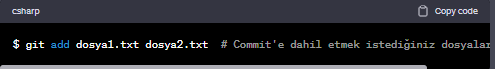 csharp
Copy code
$ git add dosya1.txt dosya2.txt  # Commit'e dahil etmek istediğiniz dosyalar